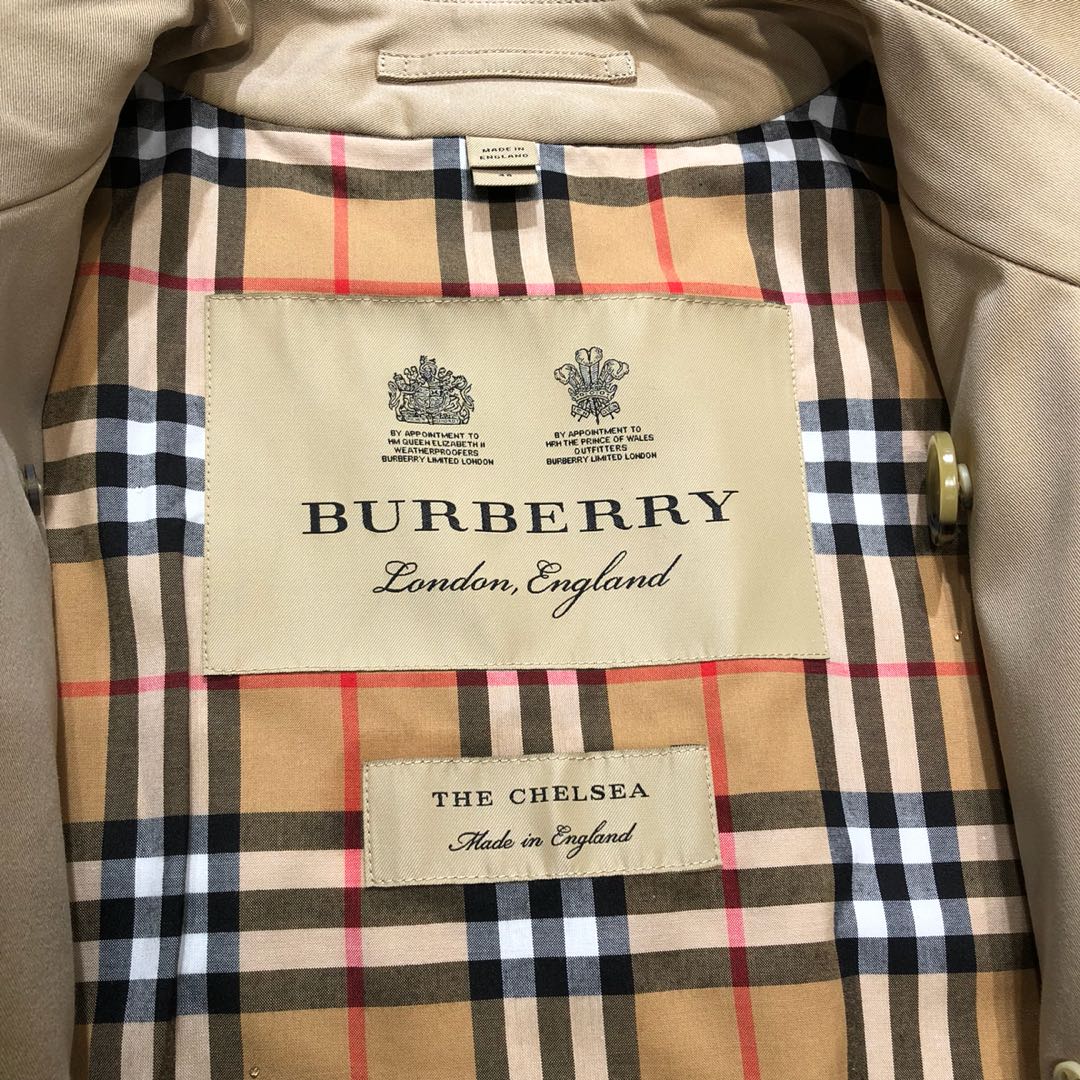 MADE IN
ENGLAND
BY APPOINTMENT TO
HM QUEEN ELIZABETH II
WEATHERPROOFERS
BURBERRY LIMITED LONDON
BY APPOINTMENT TO
HRH THE PRINCE OF WALES
OUTFITTERS
BURBERRY LIMITED LONDON
BURBERRY
London, England
THE CHELSEA
Made in England